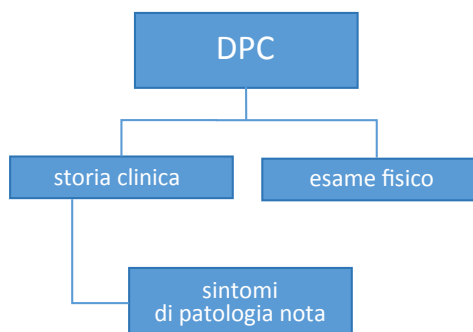 DPC
storia clinica
esame fisico
sintomi
di patologia nota